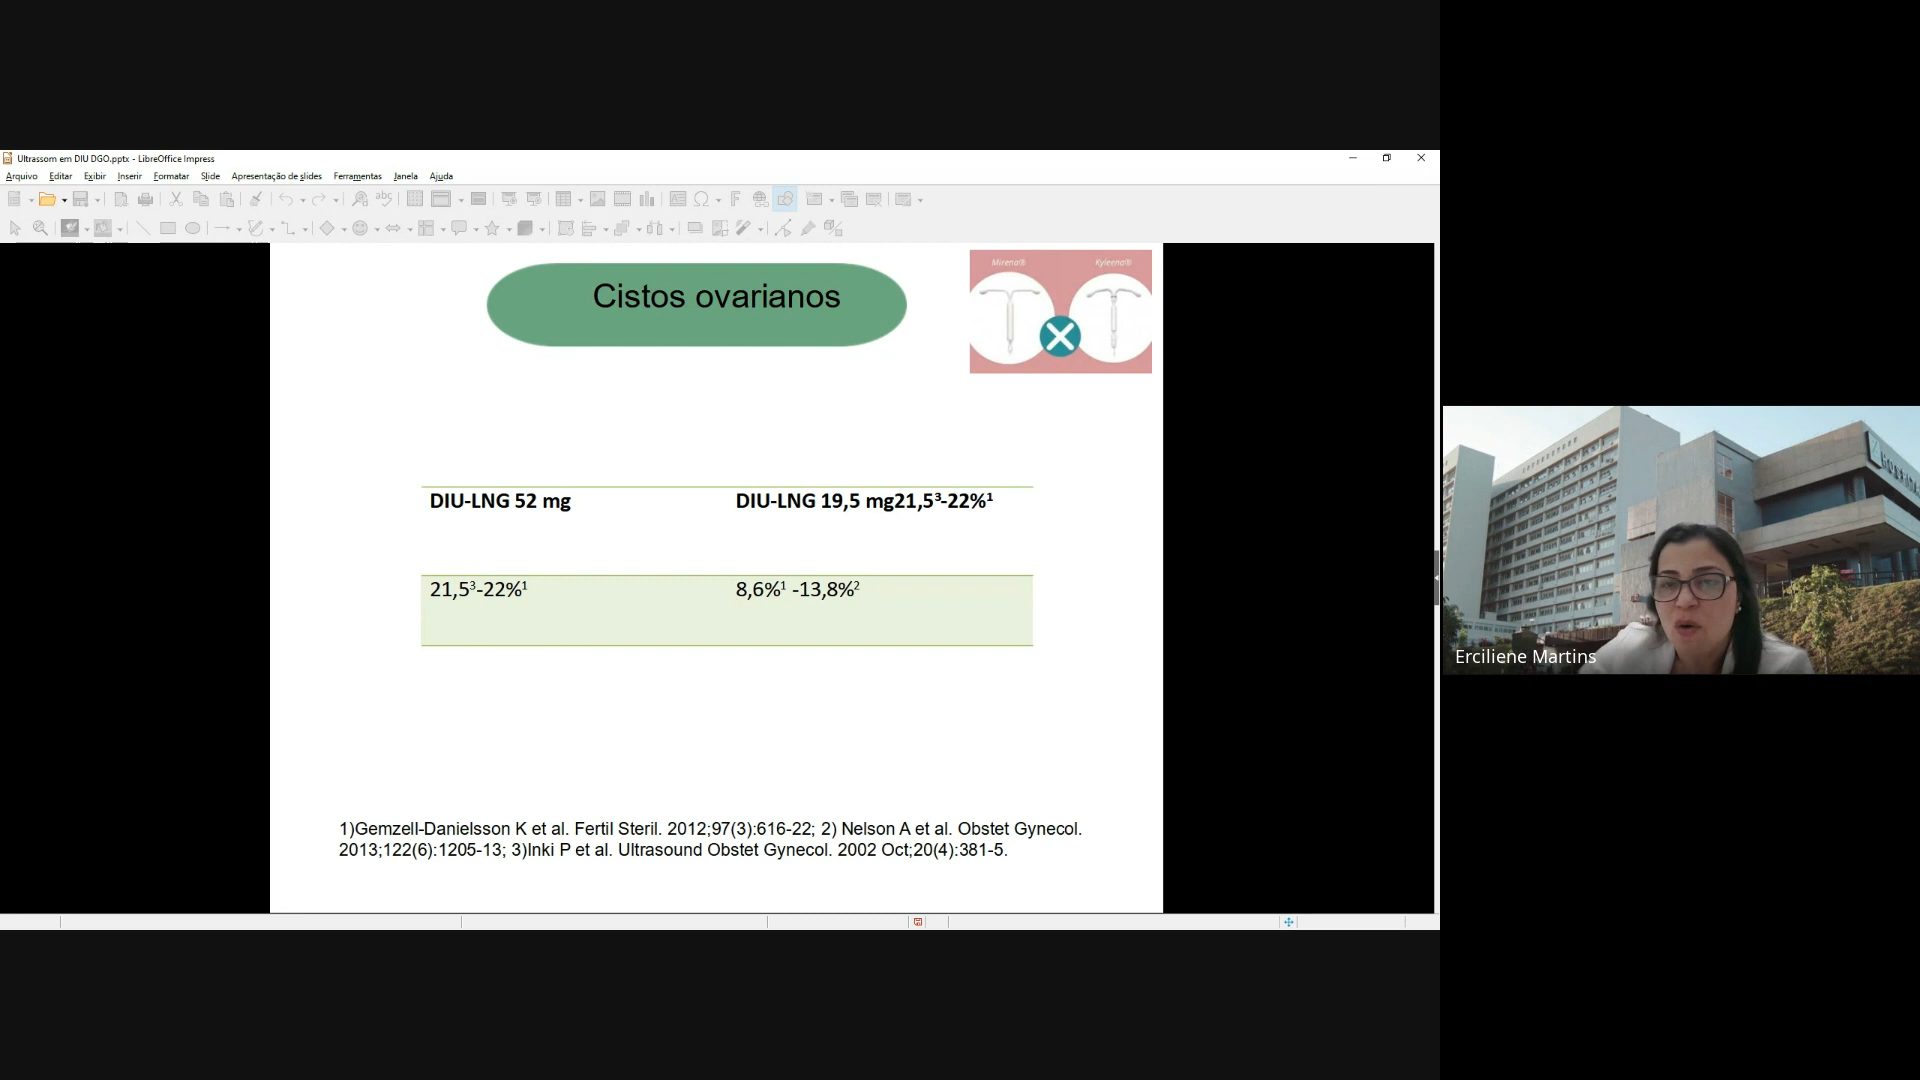 Ultrassom em DIU DGO.pptx - LibreOffice Impress
Arquivo Editar Exibir Inserir Formatar Slide Apresentação de slides Ferramentas Janela Ajuda
Cistos ovarianos
Mirena® Kyleena®
DIU-LNG 52 mg DIU-LNG 19,5 mg21,5³-22%¹
21,5³-22%¹ 8,6%¹ -13,8%²
1)Gemzell-Danielsson K et al. Fertil Steril. 2012;97(3):616-22; 2) Nelson A et al. Obstet Gynecol.
2013;122(6):1205-13; 3)Inki P et al. Ultrasound Obstet Gynecol. 2002 Oct;20(4):381-5.
Erciliene Martins